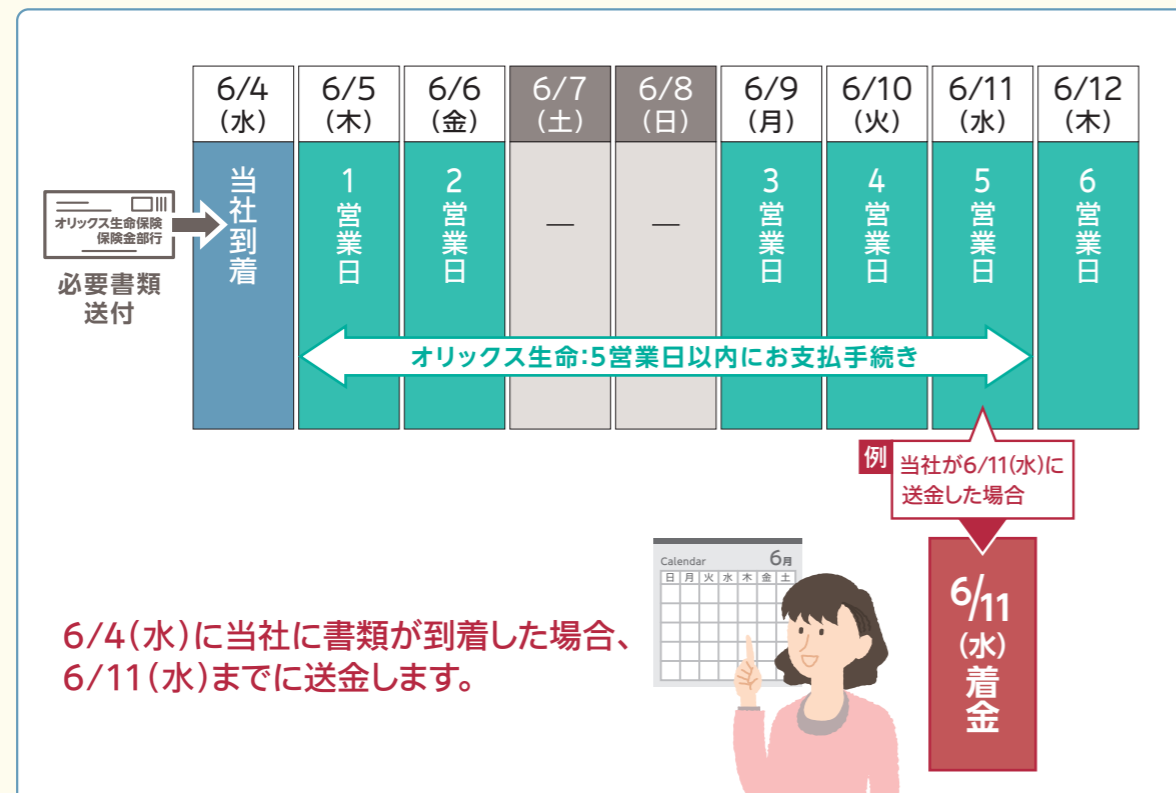 6/4
(水)
6/5
(木)
6/6
(金)
6/7
(土)
6/8
(日)
6/9
(月)
6/10
(火)
6/11
(水)
6/12
(木)
オリックス生命保険
保険金部行
必要書類
送付
当社到着
1営業日
2営業日
—
—
3営業日
4営業日
5営業日
6営業日
オリックス生命:5営業日以内にお支払手続き
例
当社が6/11(水)に
送金した場合
6/11(水)着金
Calendar 6月
日 月 火 水 木 金 土
6/4(水)に当社に書類が到着した場合、
6/11(水)までに送金します。